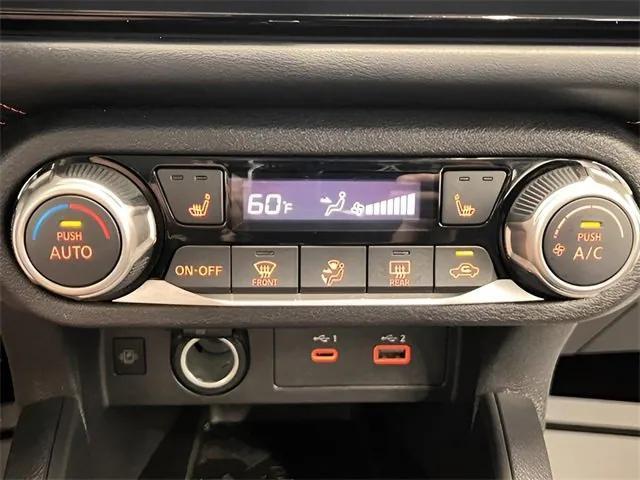 60°F
PUSH
AUTO
PUSH
A/C
ON-OFF
FRONT
REAR
1
2